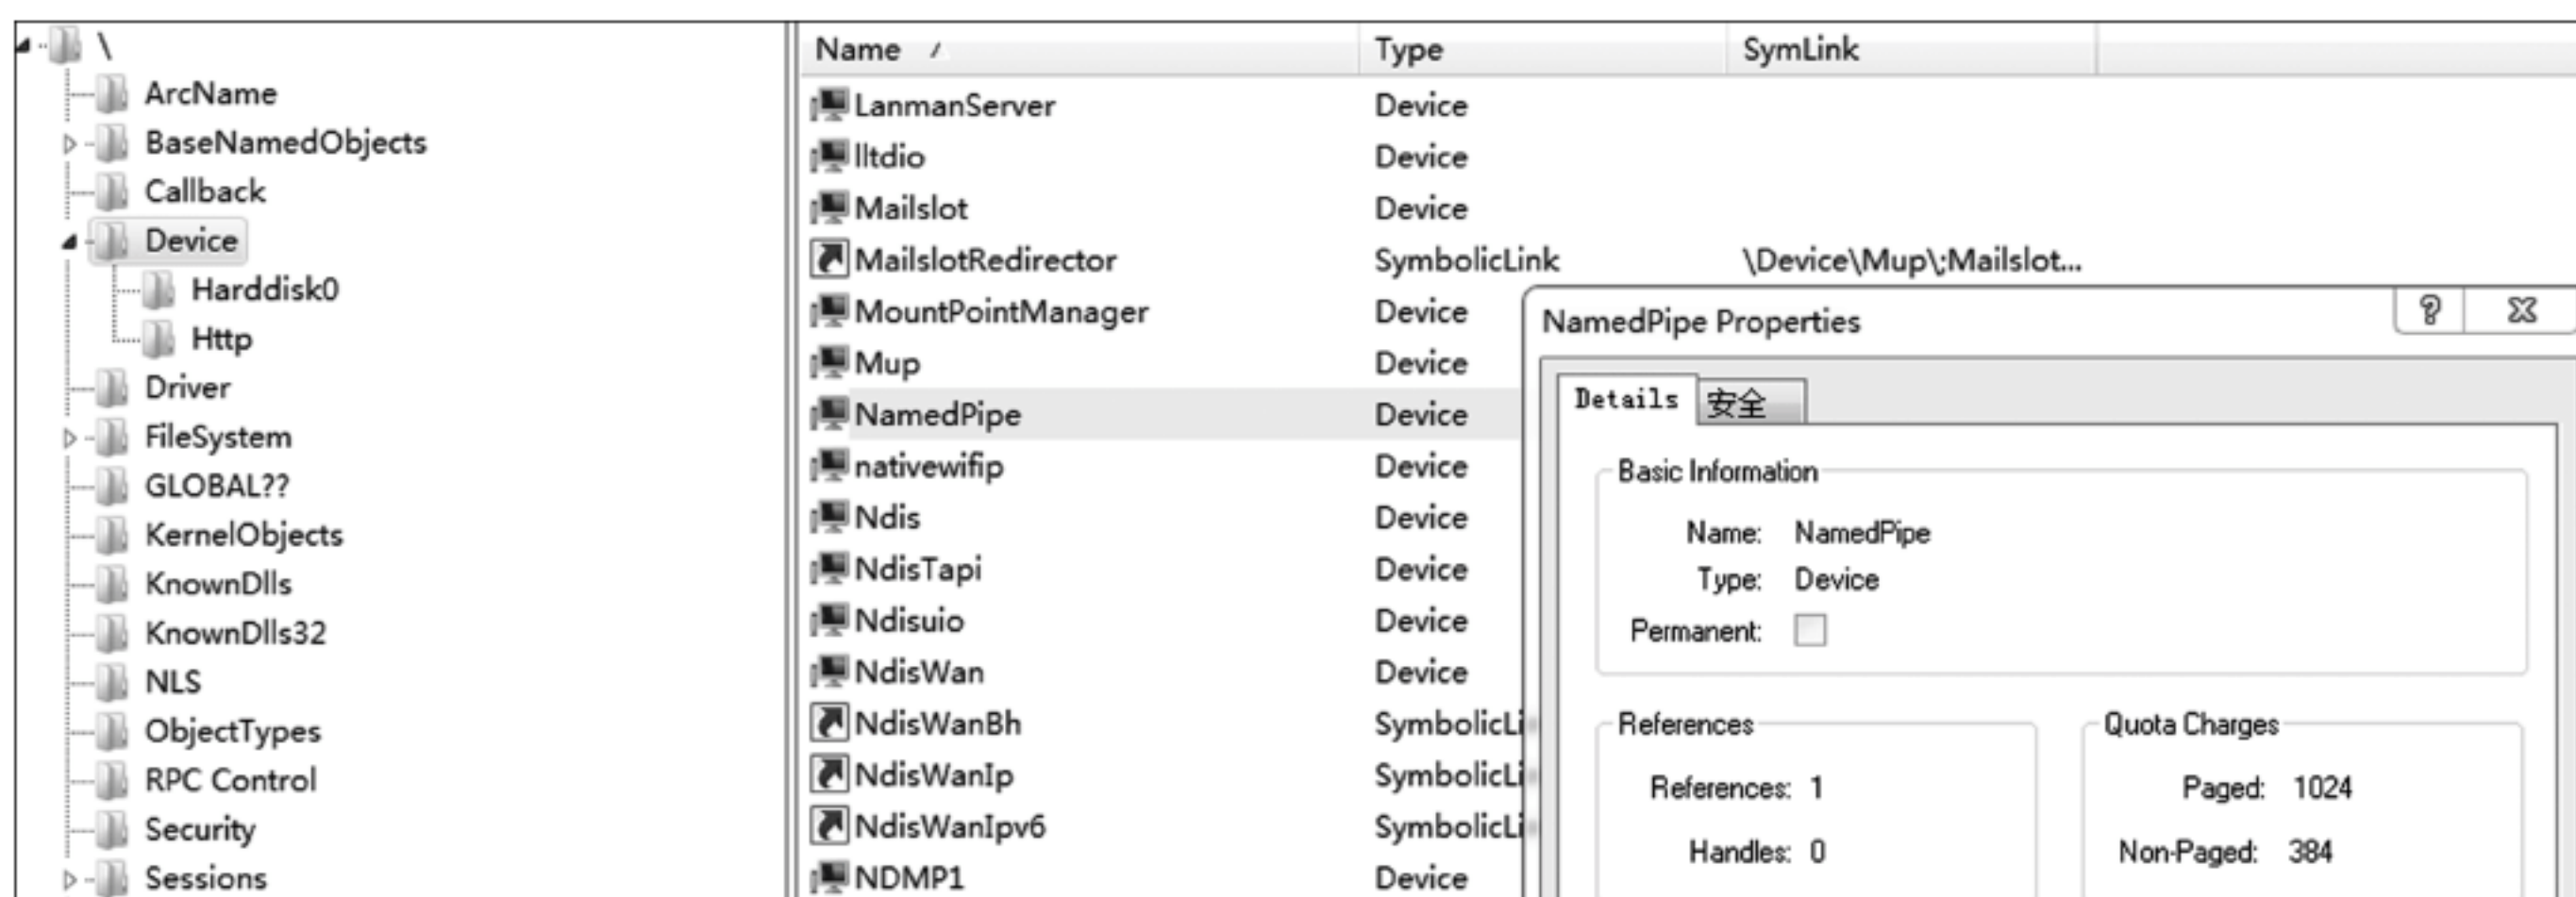 \
ArcName
BaseNamedObjects
Callback
Device
Harddisk0
Http
Driver
FileSystem
GLOBAL??
KernelObjects
KnownDlls
KnownDlls32
NLS
ObjectTypes
RPC Control
Security
Sessions
Name / Type SymLink
LanmanServer Device
lltdio Device
Mailslot Device
MailslotRedirector SymbolicLink \Device\Mup\;Mailslot...
MountPointManager Device
Mup Device
NamedPipe Device
nativewifip Device
Ndis Device
NdisTapi Device
Ndisuio Device
NdisWan Device
NdisWanBh SymbolicLi
NdisWanIp SymbolicLi
NdisWanIpv6 SymbolicLi
NDMP1 Device
NamedPipe Properties
Details 安全
Basic Information
Name: NamedPipe
Type: Device
Permanent:
References
References: 1
Handles: 0
Quota Charges
Paged: 1024
Non-Paged: 384